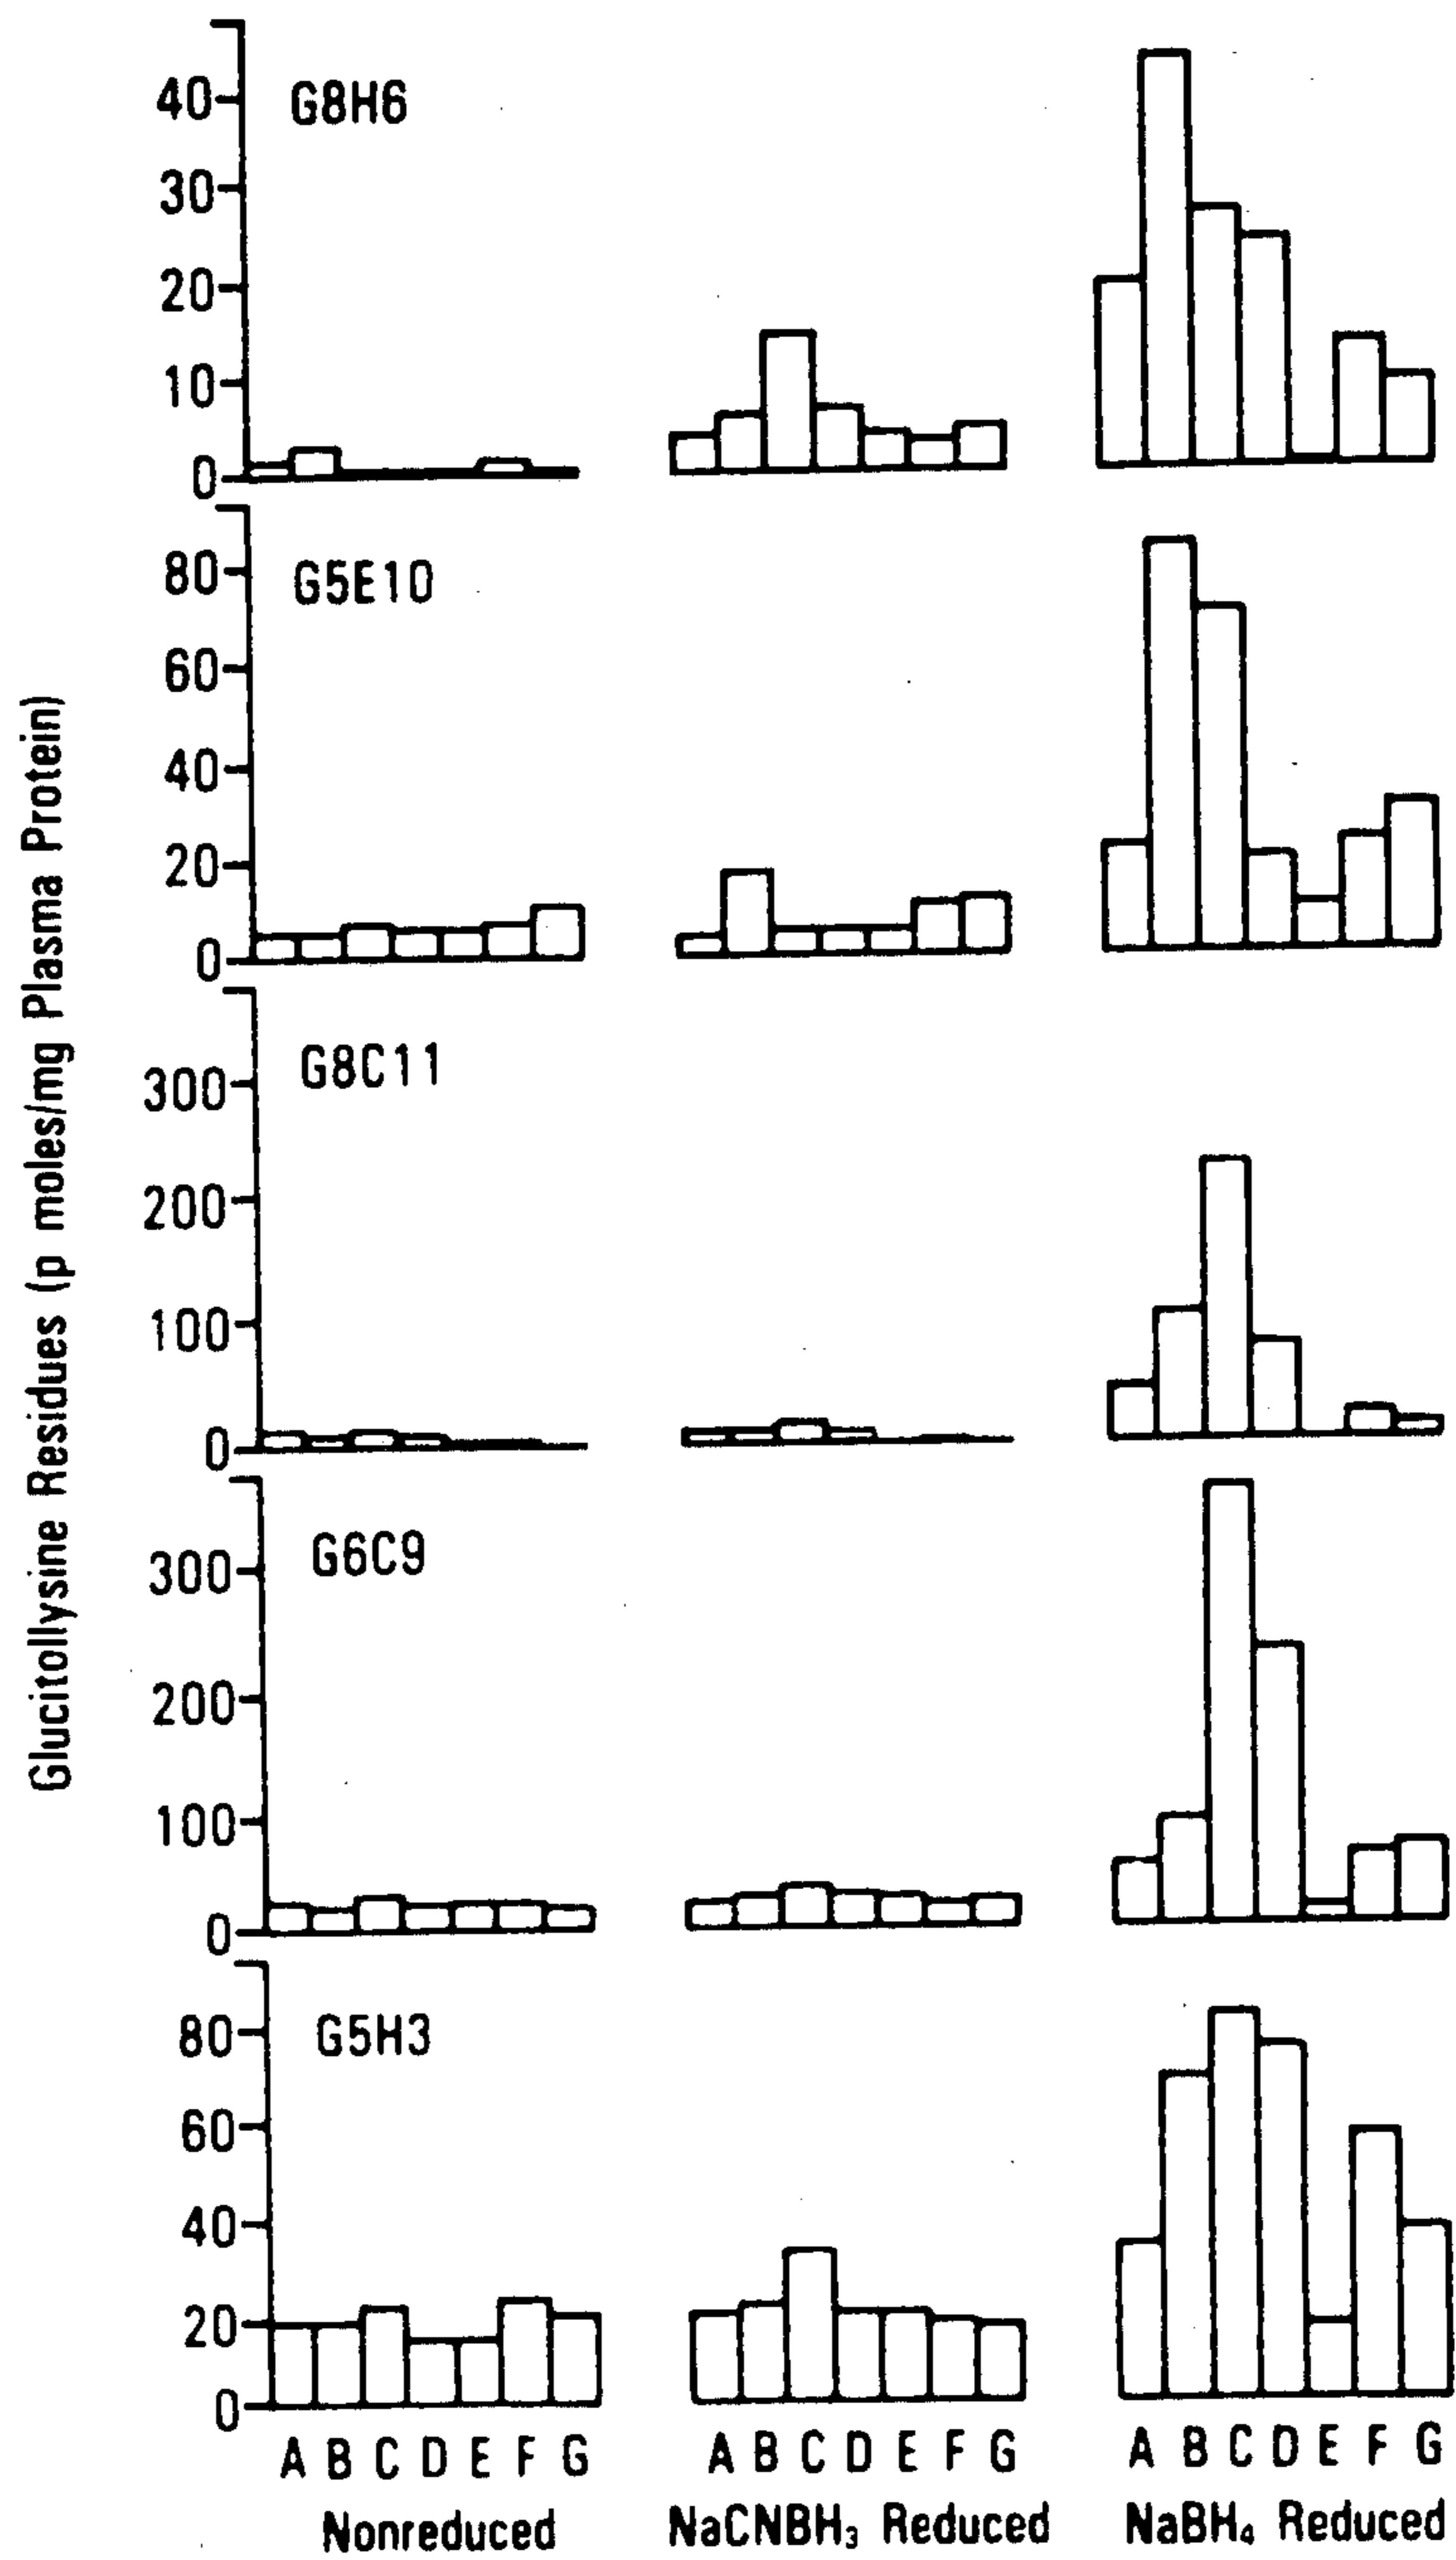 Glucitollysine Residues (p moles/mg Plasma Protein)
G8H6
40
30
20
10
0
G5E10
80
60
40
20
0
G8C11
300
200
100
0
G6C9
300
200
100
0
G5H3
80
60
40
20
0
A B C D E F G
A B C D E F G
A B C D E F G
Nonreduced
NaCNBH₃ Reduced
NaBH₄ Reduced